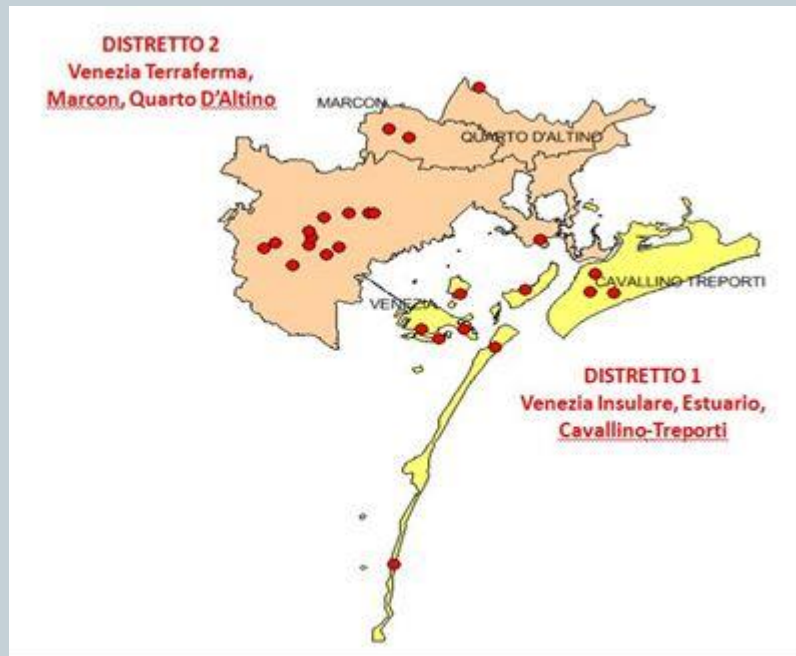 DISTRETTO 2
Venezia Terraferma,
Marcon, Quarto D'Altino
MARCON
QUARTO D'ALTINO
CAVALLINO TREPORTI
VENEZIA
DISTRETTO 1
Venezia Insulare, Estuario,
Cavallino-Treporti